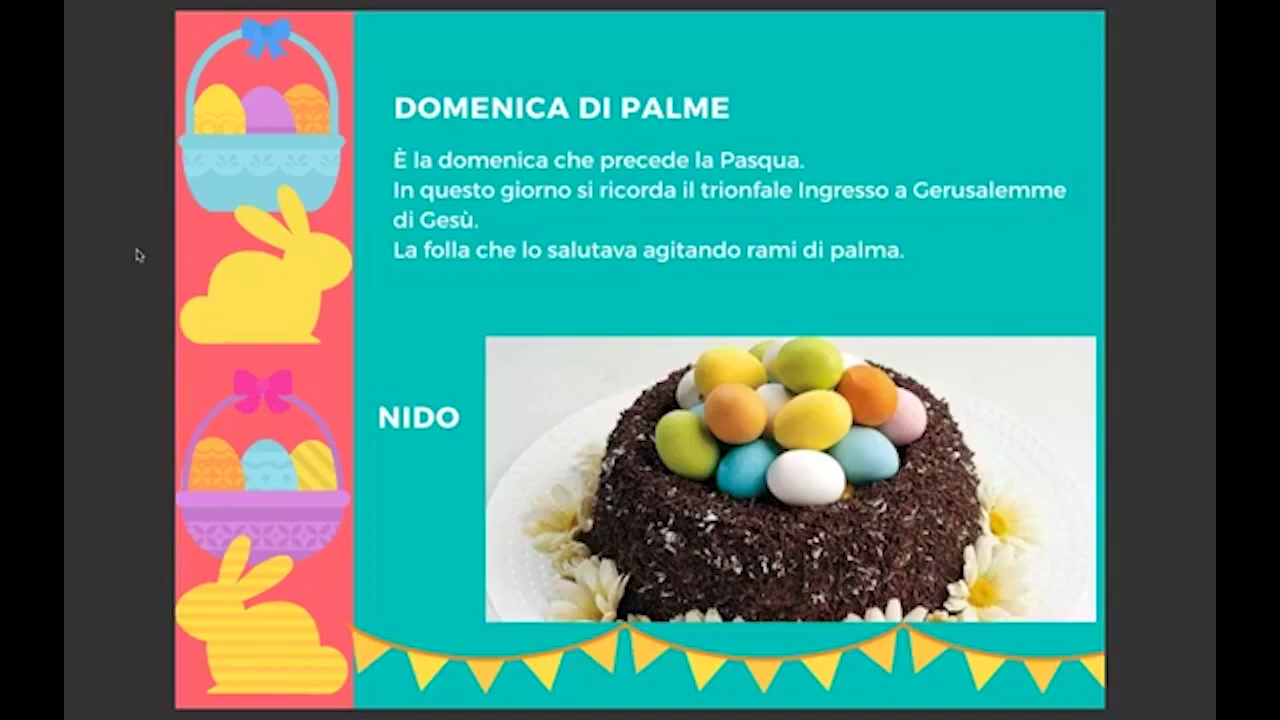 DOMENICA DI PALME
È la domenica che precede la Pasqua.
In questo giorno si ricorda il trionfale Ingresso a Gerusalemme
di Gesù.
La folla che lo salutava agitando rami di palma.
NIDO